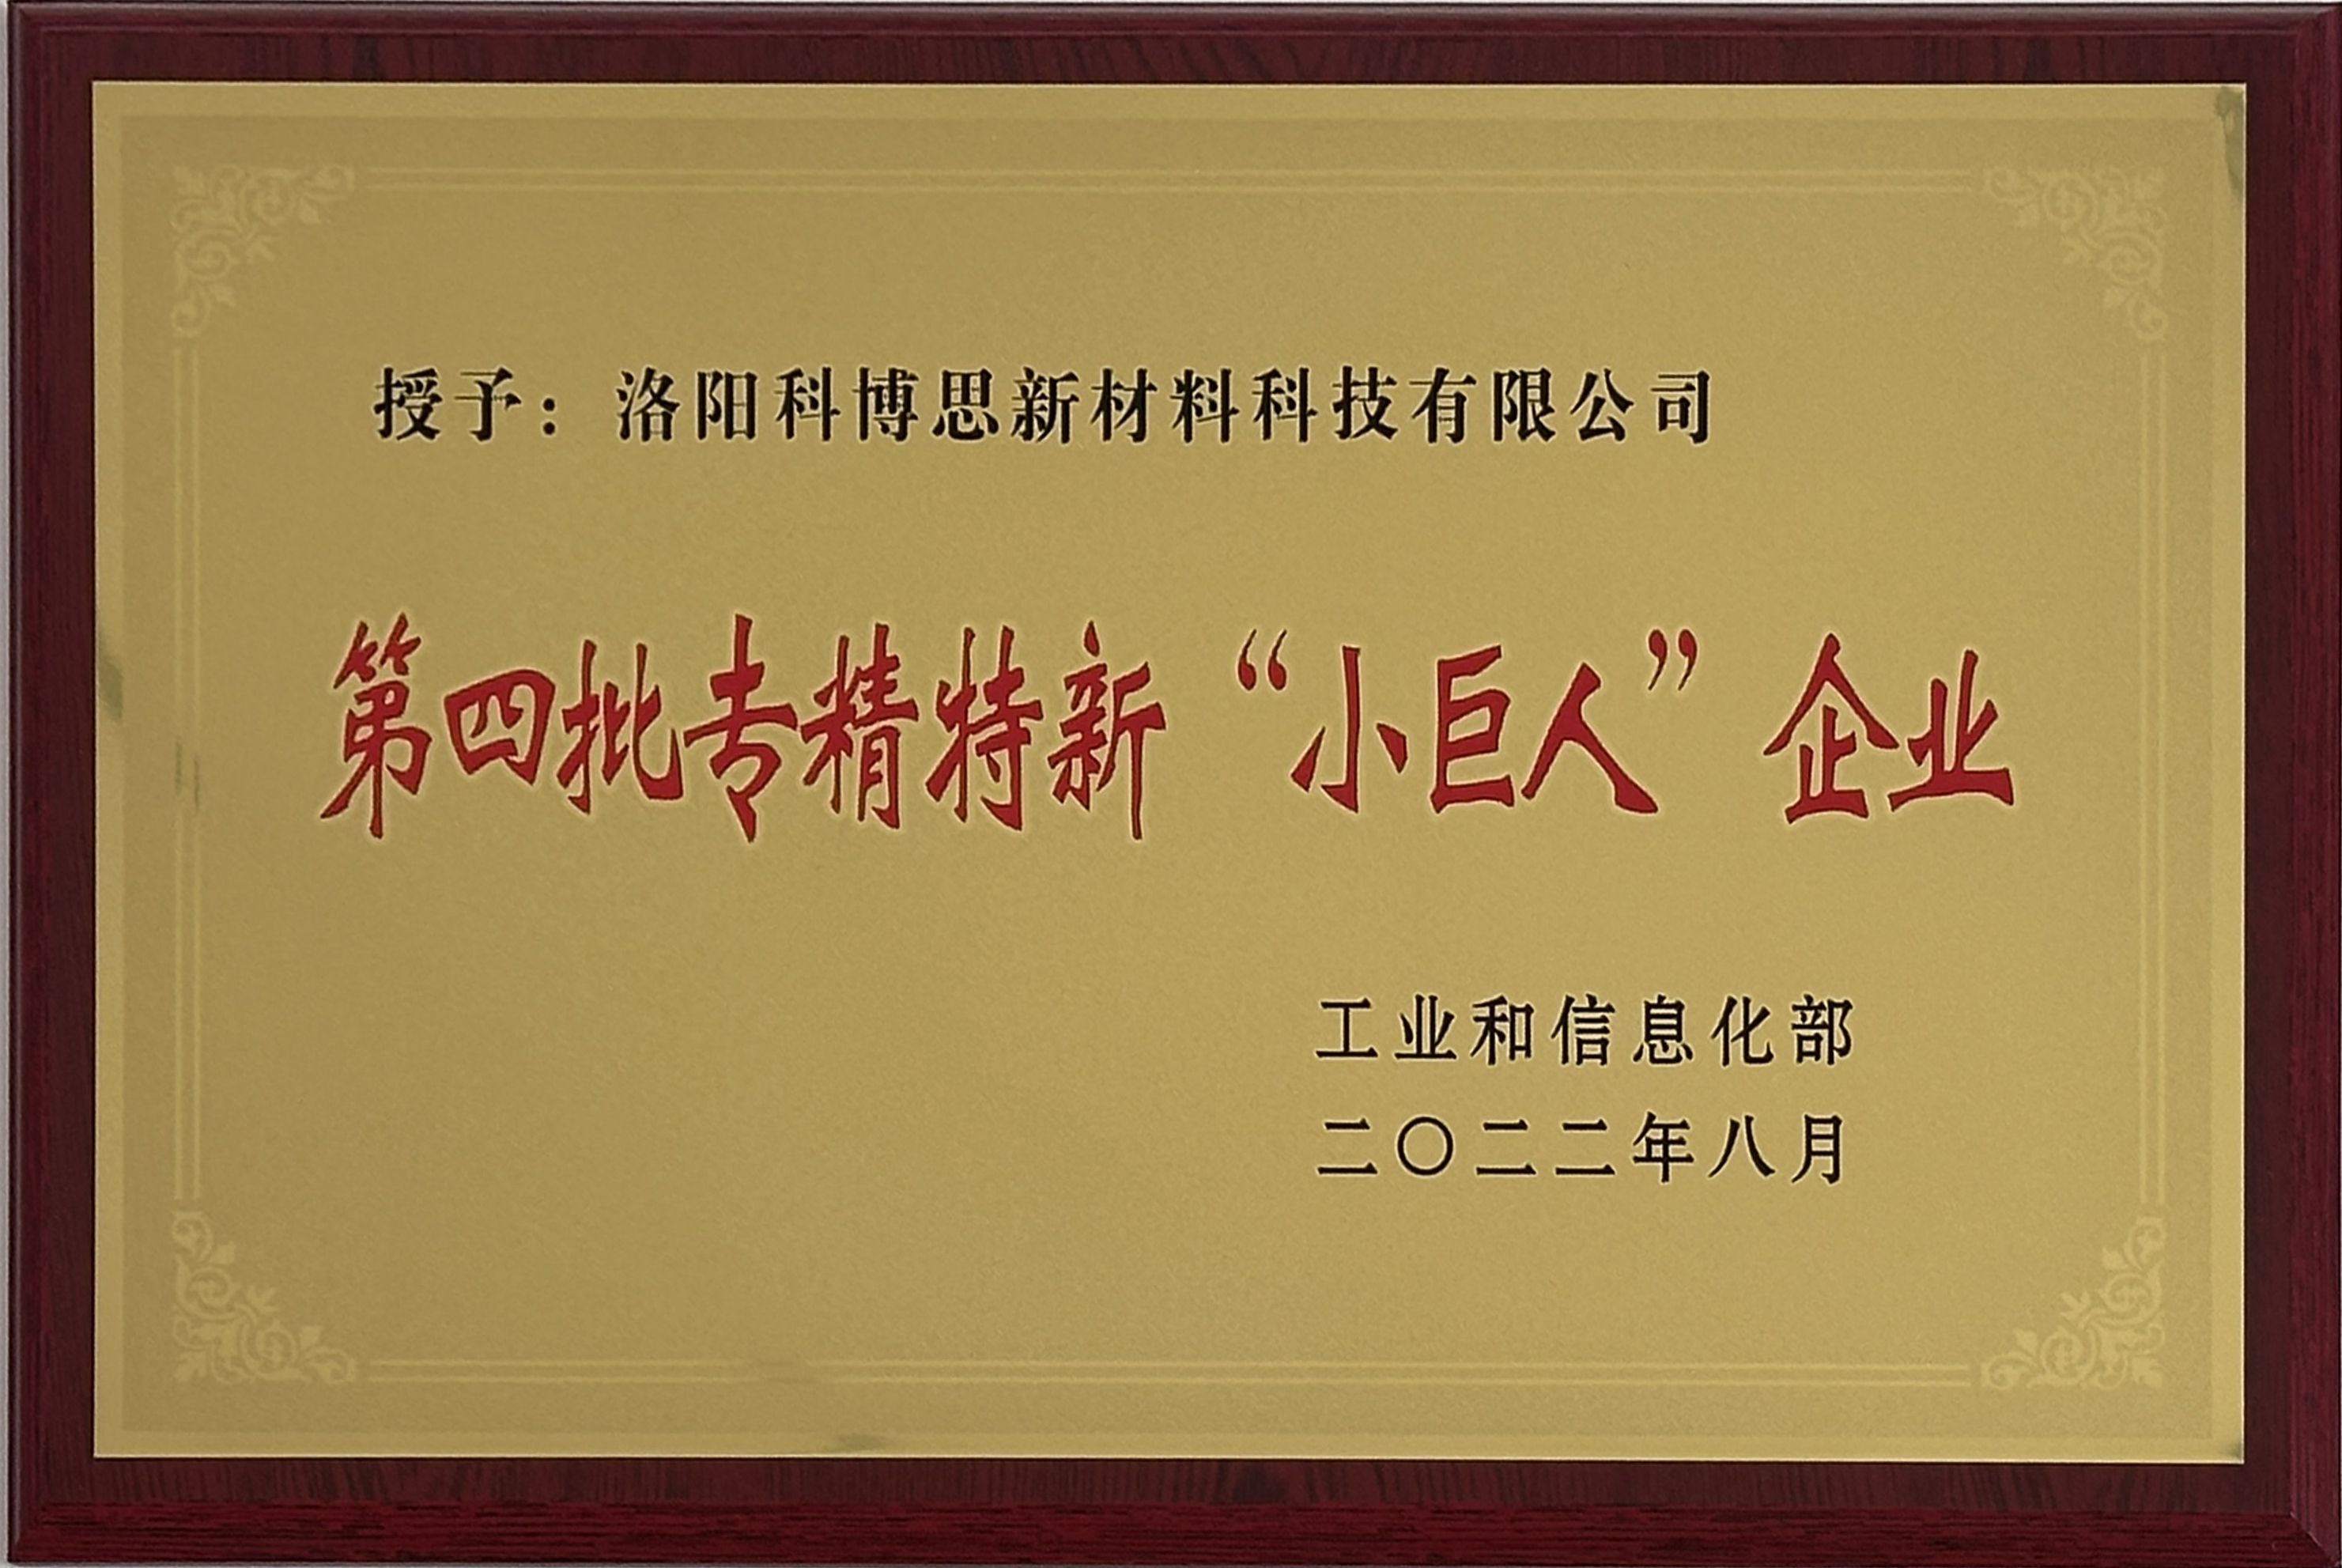 授予：洛阳科博思新材料科技有限公司
第四批专精特新“小巨人”企业
工业和信息化部
二〇二二年八月